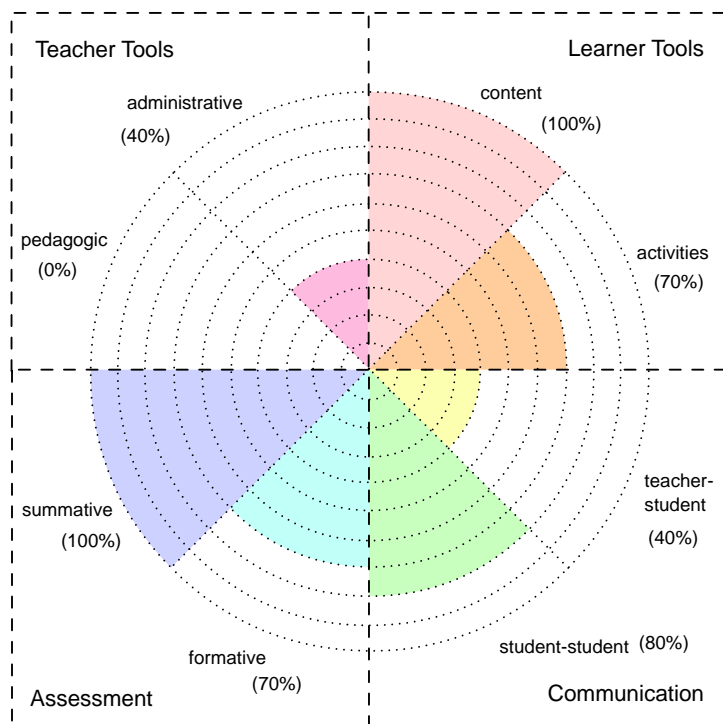 Teacher Tools
Learner Tools
administrative
(40%)
content
(100%)
pedagogic
(0%)
activities
(70%)
summative
(100%)
teacher-
student
(40%)
formative
(70%)
student-student (80%)
Assessment
Communication